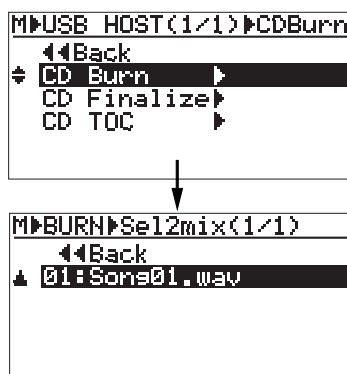 M▶USB HOST(1/1)▶CDBurn
◀◀Back
CD Burn ▶
CD Finalize▶
CD TOC ▶
M▶BURN▶Sel2mix(1/1)
◀◀Back
01:Song01.wav